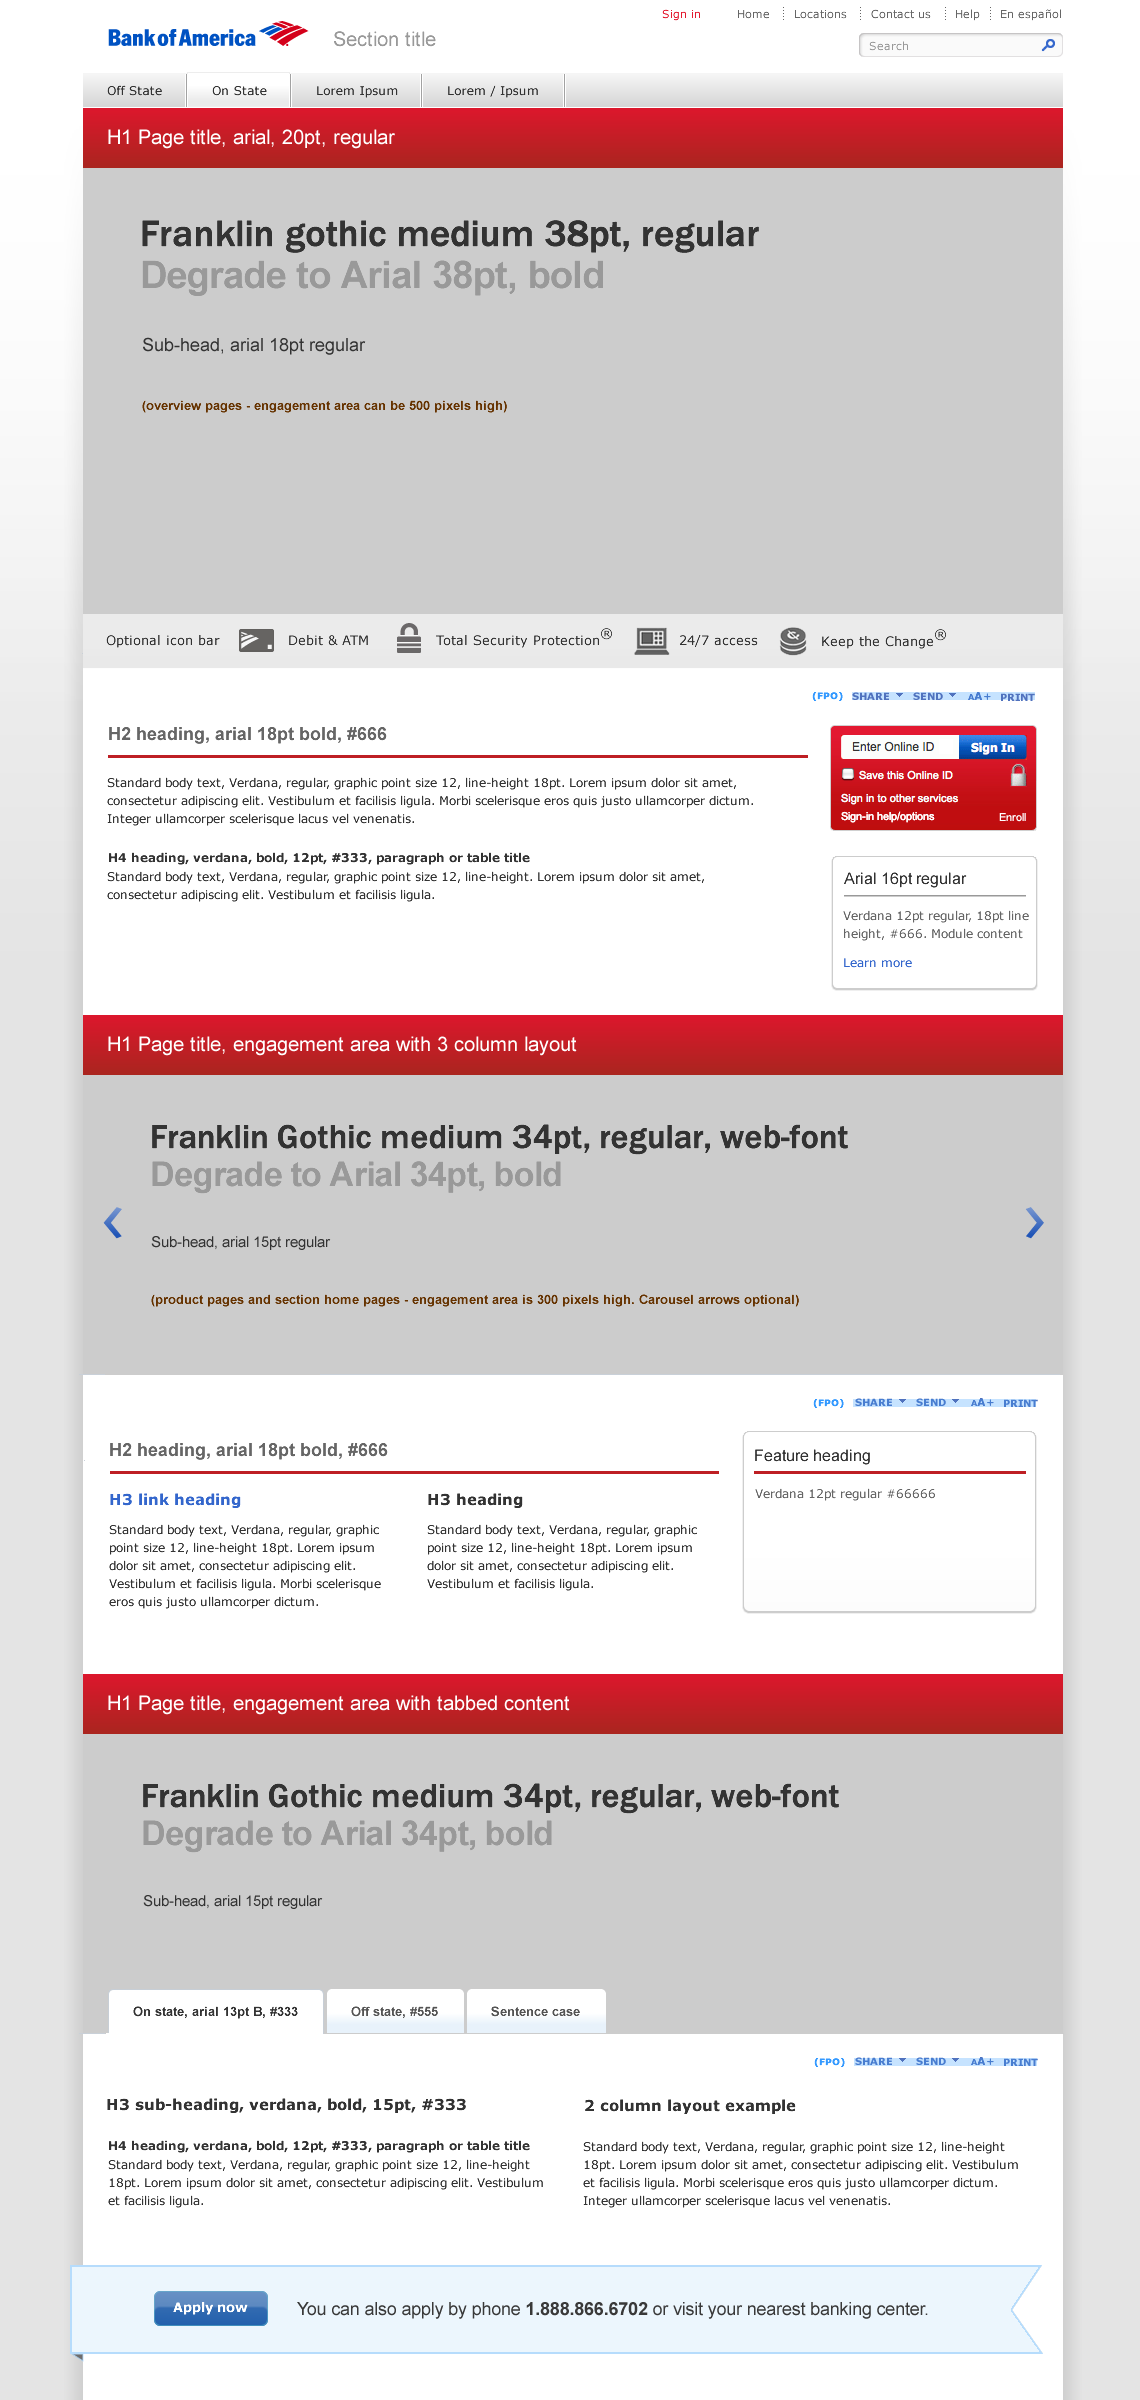 Sign in Home Locations Contact us Help En español
Bank of America Section title
Search
Off State On State Lorem Ipsum Lorem / Ipsum
H1 Page title, arial, 20pt, regular
Franklin gothic medium 38pt, regular
Degrade to Arial 38pt, bold
Sub-head, arial 18pt regular
(overview pages - engagement area can be 500 pixels high)
Optional icon bar Debit & ATM Total Security Protection® 24/7 access Keep the Change®
(FPO) SHARE SEND AA+ PRINT
H2 heading, arial 18pt bold, #666
Standard body text, Verdana, regular, graphic point size 12, line-height 18pt. Lorem ipsum dolor sit amet,
consectetur adipiscing elit. Vestibulum et facilisis ligula. Morbi scelerisque eros quis justo ullamcorper dictum.
Integer ullamcorper scelerisque lacus vel venenatis.
H4 heading, verdana, bold, 12pt, #333, paragraph or table title
Standard body text, Verdana, regular, graphic point size 12, line-height. Lorem ipsum dolor sit amet,
consectetur adipiscing elit. Vestibulum et facilisis ligula.
Enter Online ID Sign In
Save this Online ID
Sign in to other services
Sign-in help/options Enroll
Arial 16pt regular
Verdana 12pt regular, 18pt line
height, #666. Module content
Learn more
H1 Page title, engagement area with 3 column layout
Franklin Gothic medium 34pt, regular, web-font
Degrade to Arial 34pt, bold
Sub-head, arial 15pt regular
(product pages and section home pages - engagement area is 300 pixels high. Carousel arrows optional)
(FPO) SHARE SEND AA+ PRINT
H2 heading, arial 18pt bold, #666
H3 link heading
Standard body text, Verdana, regular, graphic
point size 12, line-height 18pt. Lorem ipsum
dolor sit amet, consectetur adipiscing elit.
Vestibulum et facilisis ligula. Morbi scelerisque
eros quis justo ullamcorper dictum.
H3 heading
Standard body text, Verdana, regular, graphic
point size 12, line-height 18pt. Lorem ipsum
dolor sit amet, consectetur adipiscing elit.
Vestibulum et facilisis ligula.
Feature heading
Verdana 12pt regular #66666
H1 Page title, engagement area with tabbed content
Franklin Gothic medium 34pt, regular, web-font
Degrade to Arial 34pt, bold
Sub-head, arial 15pt regular
On state, arial 13pt B, #333 Off state, #555 Sentence case
(FPO) SHARE SEND AA+ PRINT
H3 sub-heading, verdana, bold, 15pt, #333
H4 heading, verdana, bold, 12pt, #333, paragraph or table title
Standard body text, Verdana, regular, graphic point size 12, line-height
18pt. Lorem ipsum dolor sit amet, consectetur adipiscing elit. Vestibulum
et facilisis ligula.
2 column layout example
Standard body text, Verdana, regular, graphic point size 12, line-height
18pt. Lorem ipsum dolor sit amet, consectetur adipiscing elit. Vestibulum
et facilisis ligula. Morbi scelerisque eros quis justo ullamcorper dictum.
Integer ullamcorper scelerisque lacus vel venenatis.
Apply now You can also apply by phone 1.888.866.6702 or visit your nearest banking center.